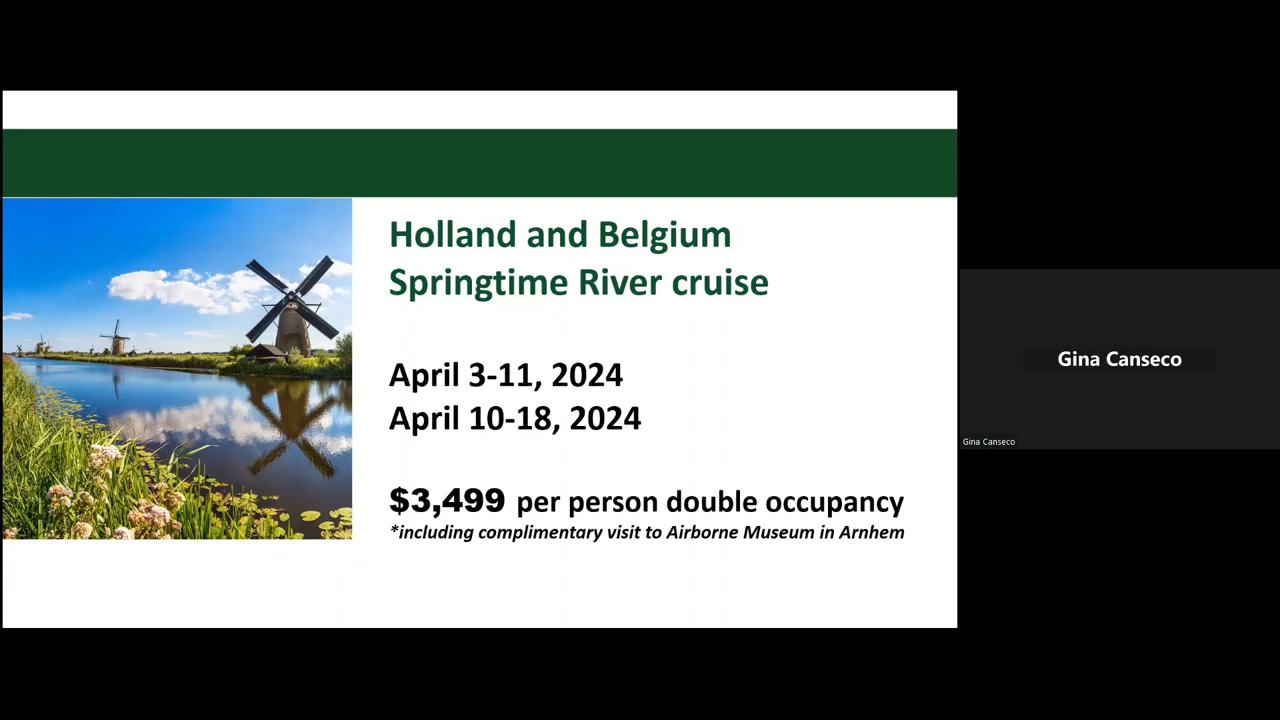 Holland and Belgium
Springtime River cruise
April 3-11, 2024
April 10-18, 2024
$3,499 per person double occupancy
*including complimentary visit to Airborne Museum in Arnhem
Gina Canseco
Gina Canseco